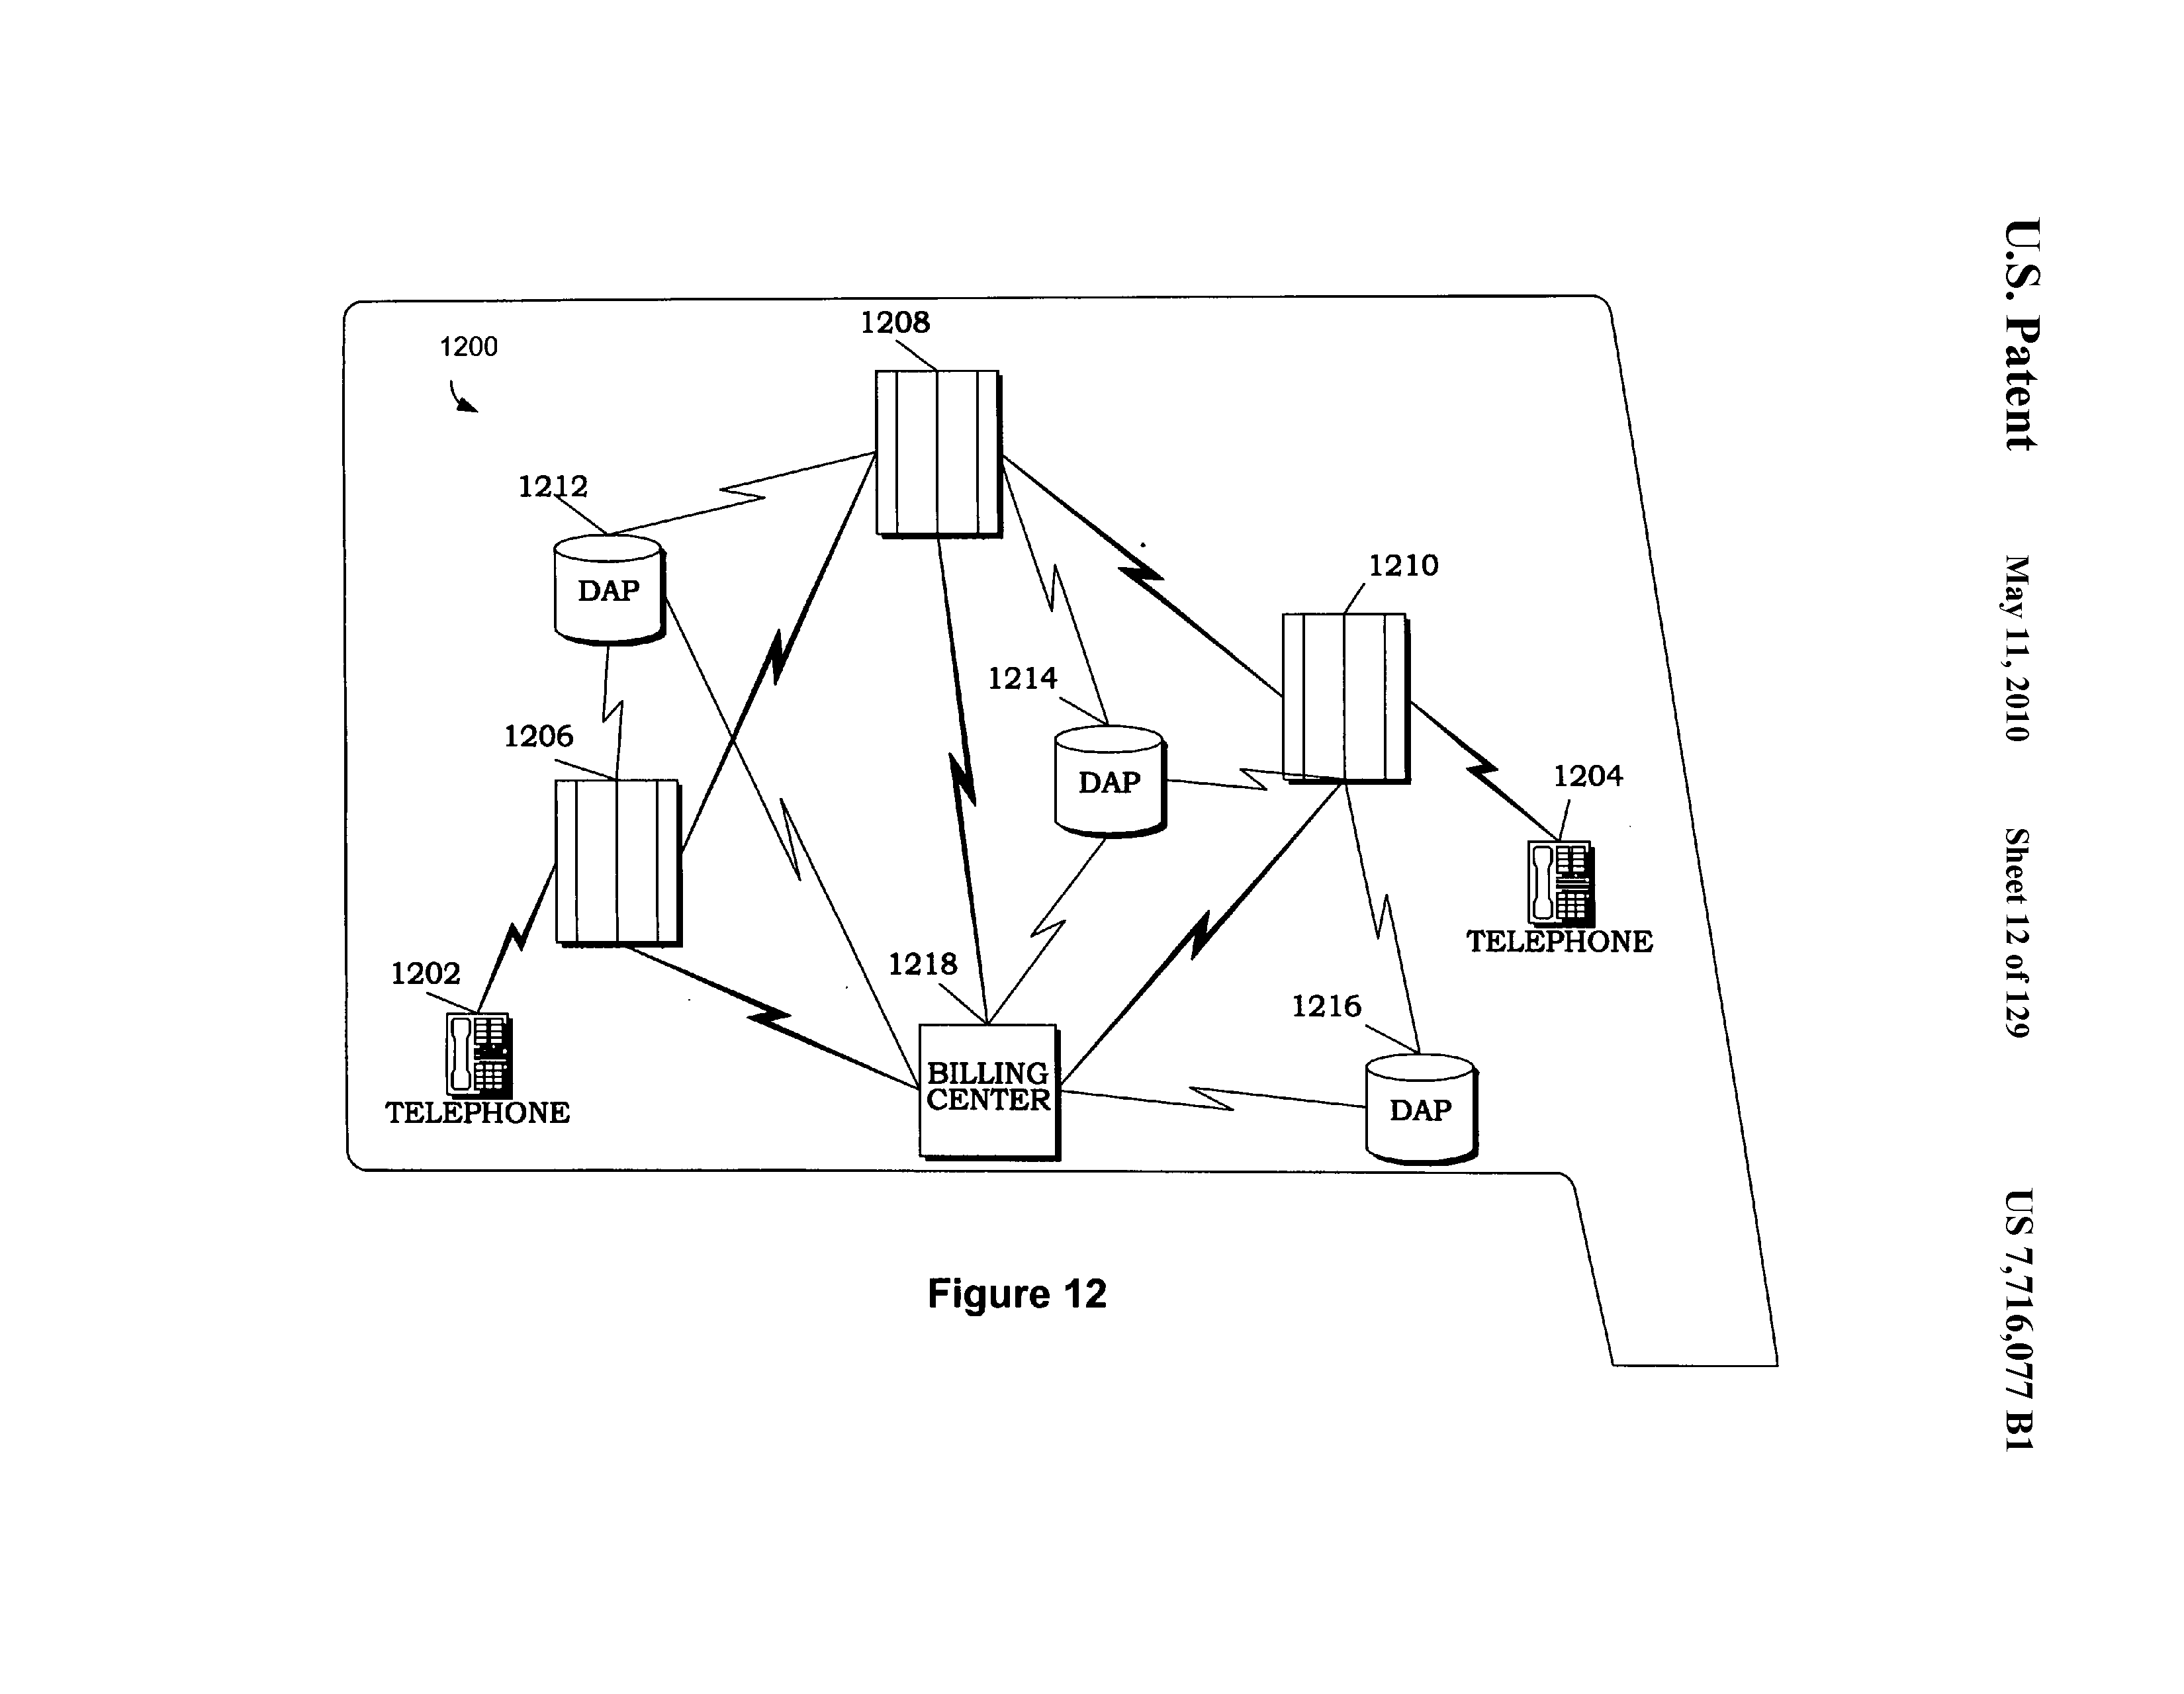 U.S. Patent May 11, 2010 Sheet 12 of 129 US 7,716,077 B1
1200
1208
1212
DAP
1210
1214
DAP
1206
1204
TELEPHONE
1202
TELEPHONE
1218
BILLING
CENTER
1216
DAP
Figure 12